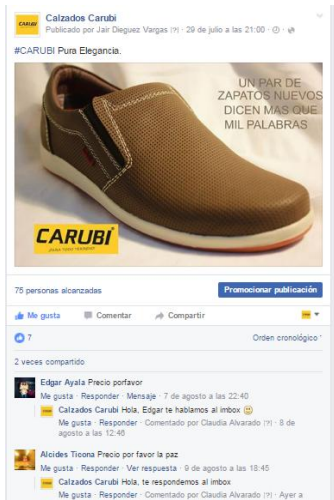 Calzados Carubi
Publicado por Jair Dieguez Vargas [?] · 29 de julio a las 21:00 ·
#CARUBI Pura Elegancia.
UN PAR DE
ZAPATOS NUEVOS
DICEN MAS QUE
MIL PALABRAS
CARUBI
75 personas alcanzadas
Promocionar publicación
Me gusta Comentar Compartir
7 Orden cronológico
2 veces compartido
Edgar Ayala Precio porfavor
Me gusta · Responder · Mensaje · 7 de agosto a las 22:40
Calzados Carubi Hola, Edgar te hablamos al imbox
Me gusta · Responder · Comentado por Claudia Alvarado [?] · 8 de
agosto a las 12:46
Alcides Ticona Precio por favor la paz
Me gusta · Responder · Ver respuesta · 9 de agosto a las 18:45
Calzados Carubi Hola, te respondemos al imbox
Me gusta · Responder · Comentado por Claudia Alvarado [?] · Ayer a